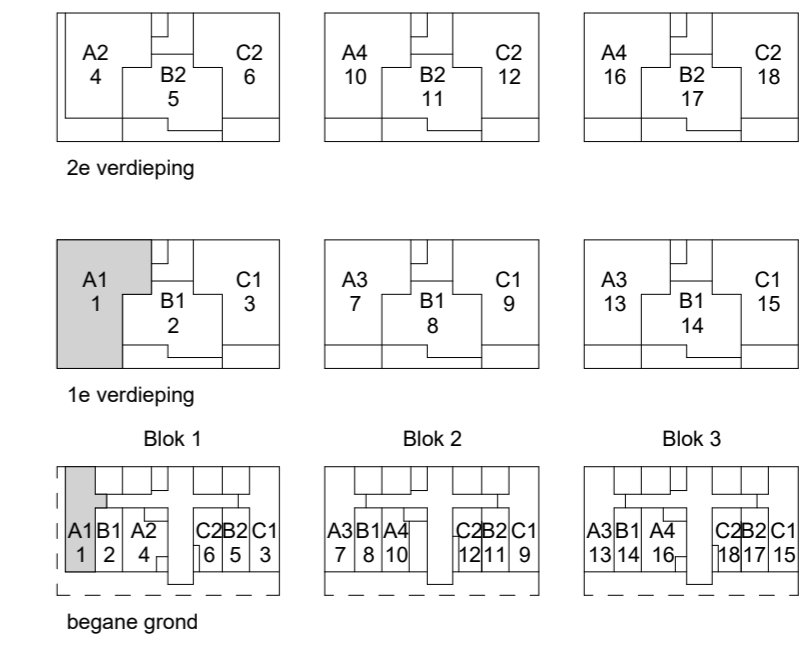 A2 C2 A4 C2 A4 C2
4 B2 6 10 B2 12 16 B2 18
5 11 17
2e verdieping
A1 C1 A3 C1 A3 C1
1 B1 3 7 B1 9 13 B1 15
2 8 14
1e verdieping
Blok 1 Blok 2 Blok 3
A1 B1 A2 C2 B2 C1 A3 B1 A4 C2 B2 C1 A3 B1 A4 C2 B2 C1
1 2 4 6 5 3 7 8 10 12 11 9 13 14 16 18 17 15
begane grond